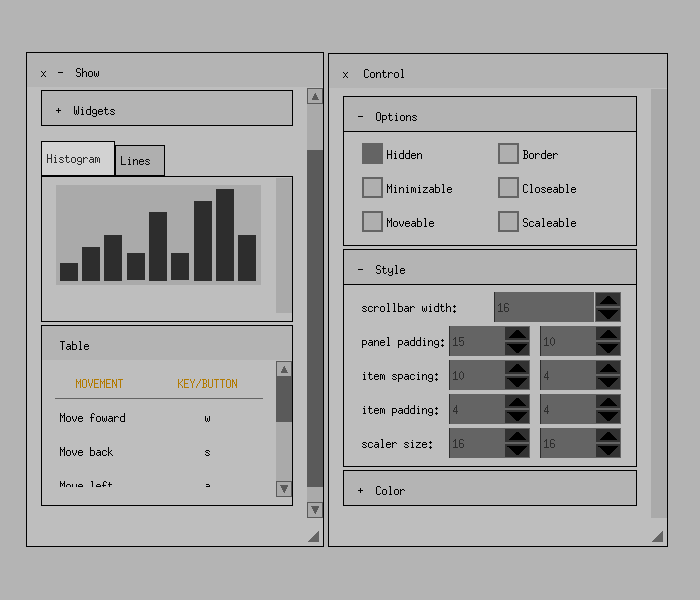 x - Show
+ Widgets
Histogram Lines
Table
MOVEMENT KEY/BUTTON
Move foward w
Move back s
Move left a
x Control
- Options
Hidden Border
Minimizable Closeable
Moveable Scaleable
- Style
scrollbar width: 16
panel padding: 15 10
item spacing: 10 4
item padding: 4 4
scaler size: 16 16
+ Color